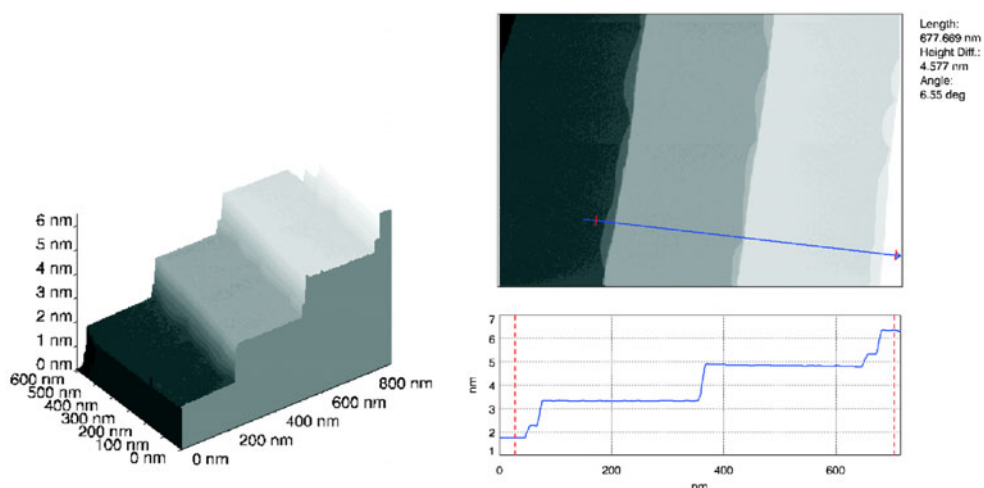 6 nm
5 nm
4 nm
3 nm
2 nm
1 nm
0 nm
600 nm
500 nm
400 nm
300 nm
200 nm
100 nm
0 nm
0 nm
200 nm
400 nm
600 nm
800 nm
Length:
677.669 nm
Height Diff.:
4.577 nm
Angle:
6.55 deg
7
6
5
4
3
2
1
nm
0
200
400
600
nm